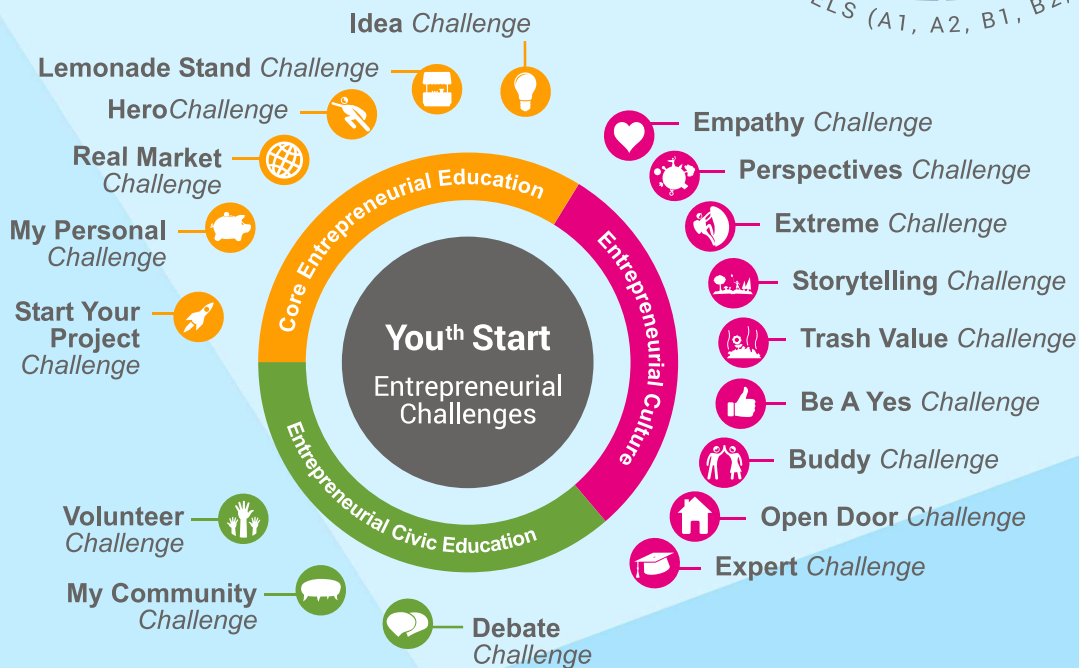 LLS (A1, A2, B1, B2,
Idea Challenge
Lemonade Stand Challenge
HeroChallenge
Real Market
Challenge
My Personal
Challenge
Start Your
Project
Challenge
Empathy Challenge
Perspectives Challenge
Extreme Challenge
Storytelling Challenge
Trash Value Challenge
Be A Yes Challenge
Buddy Challenge
Open Door Challenge
Expert Challenge
Core Entrepreneurial Education
Entrepreneurial Culture
Entrepreneurial Civic Education
Youth Start
Entrepreneurial
Challenges
Volunteer
Challenge
My Community
Challenge
Debate
Challenge